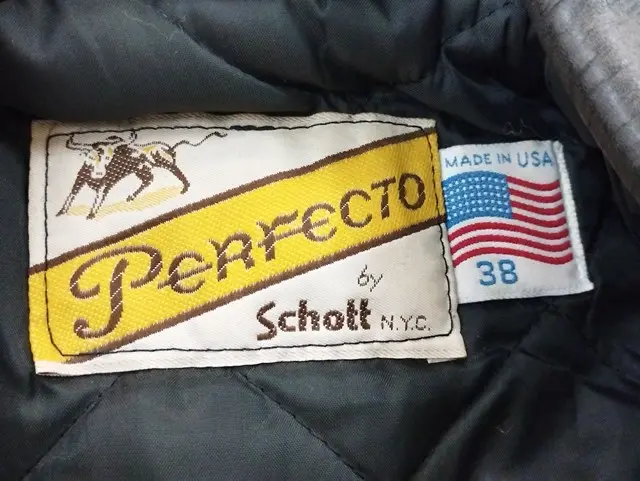 PERFECTO
by
Schott N.Y.C.
MADE IN USA
38